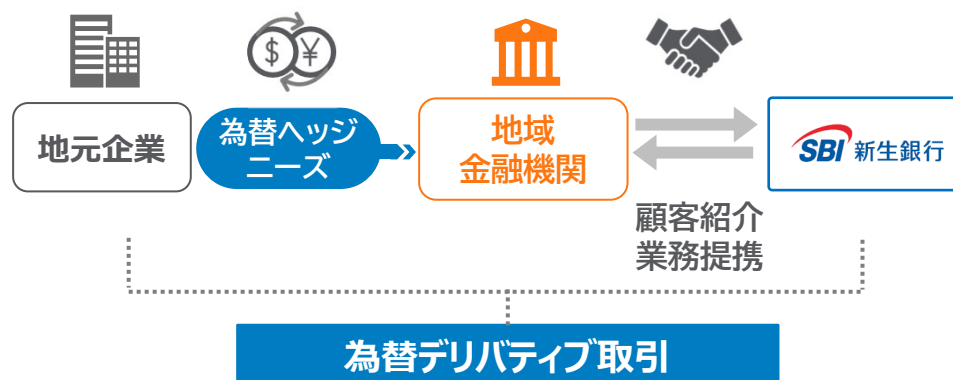 $ ¥
地元企業
為替ヘッジ
ニーズ
地域
金融機関
SBI 新生銀行
顧客紹介
業務提携
為替デリバティブ取引